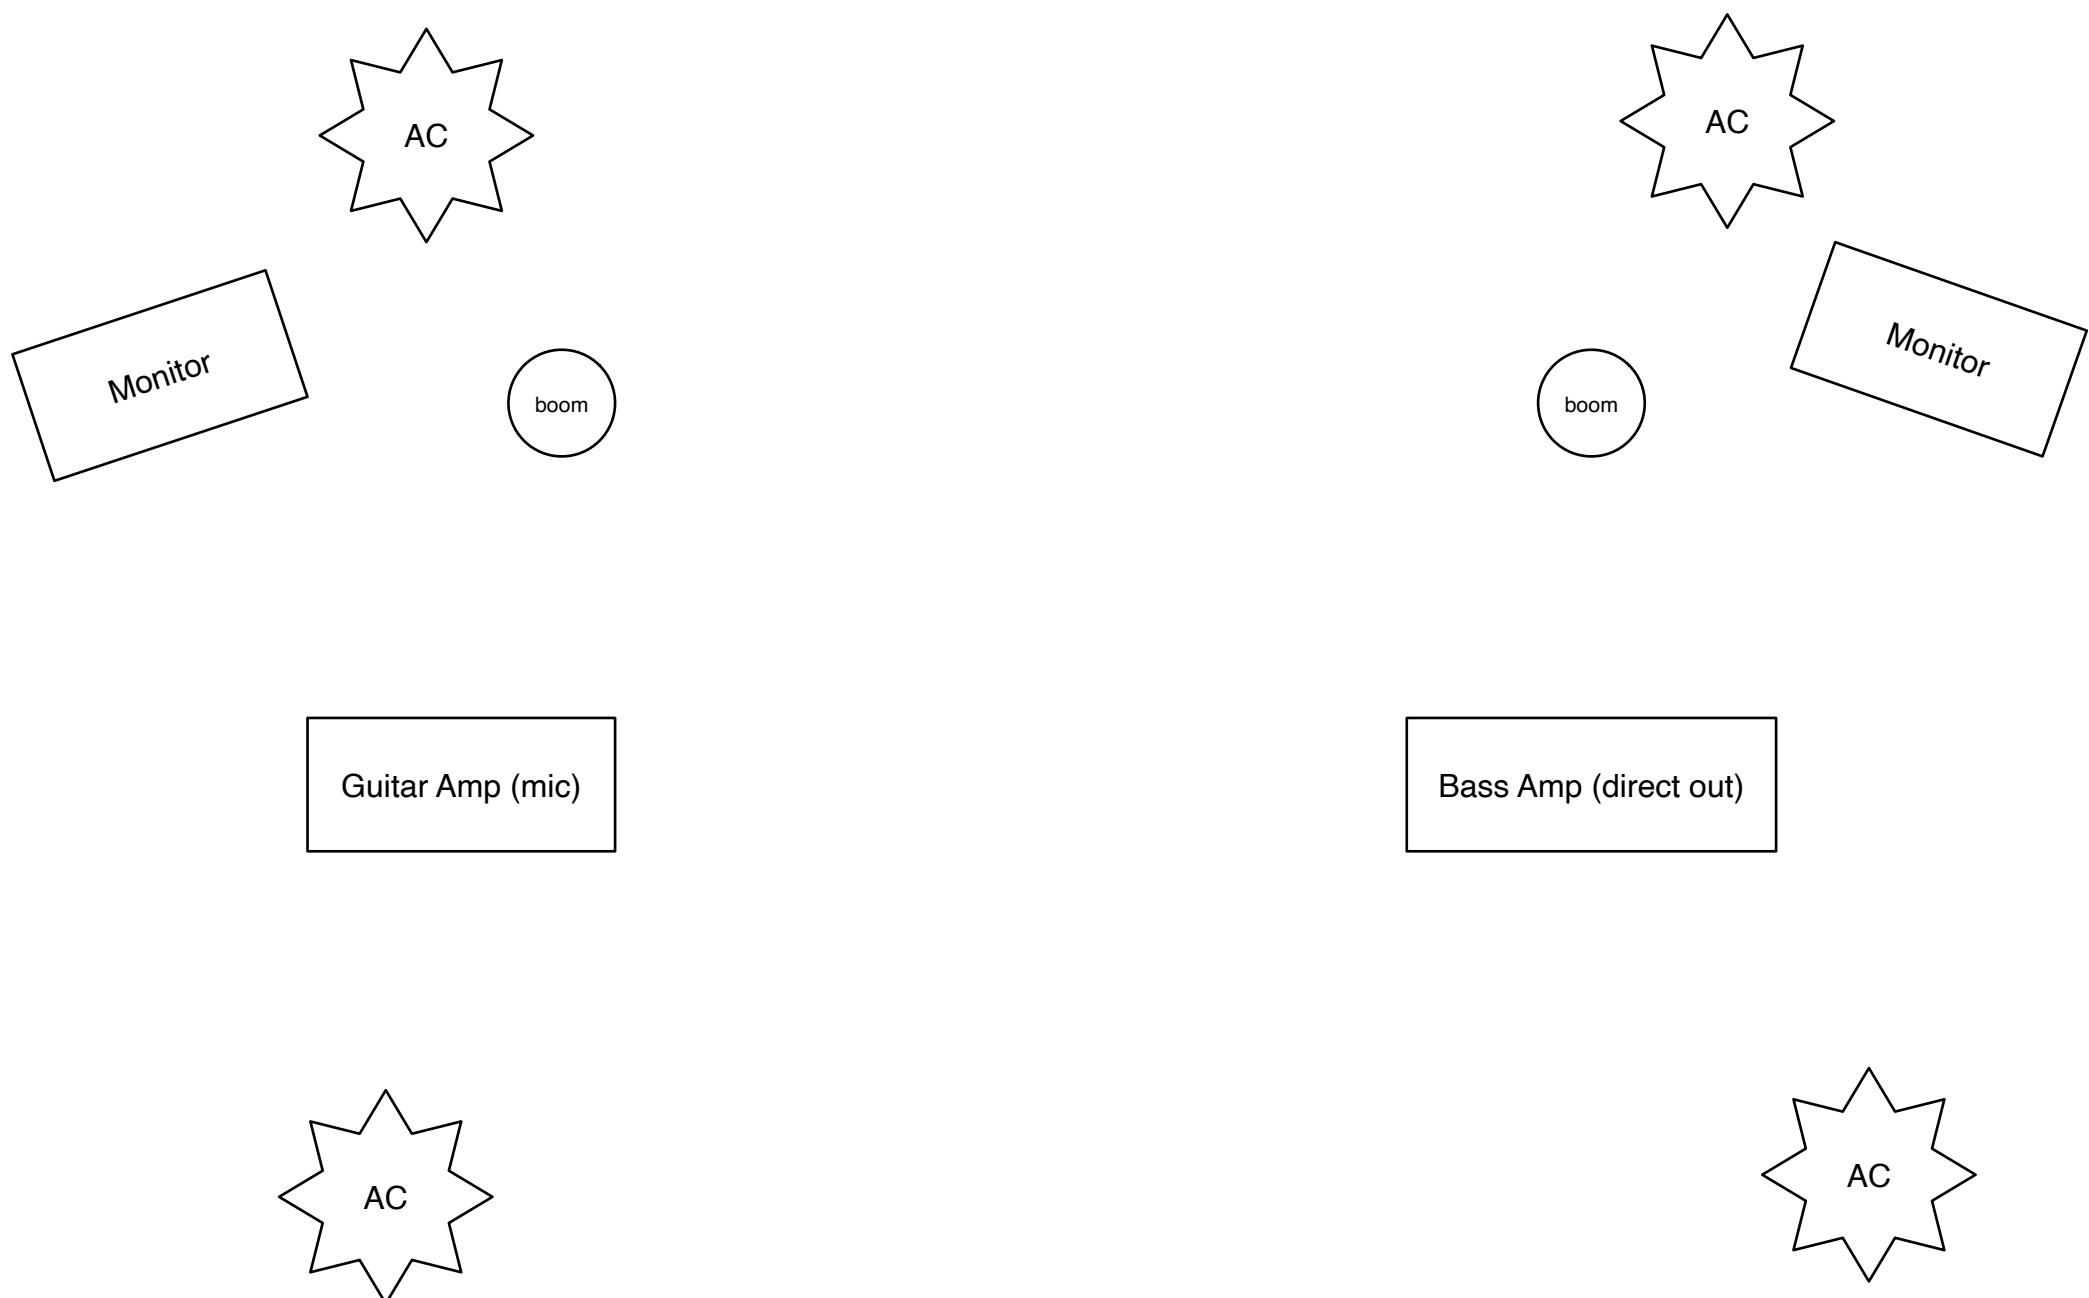 AC
AC
Monitor
Monitor
boom
boom
Guitar Amp (mic)
Bass Amp (direct out)
AC
AC